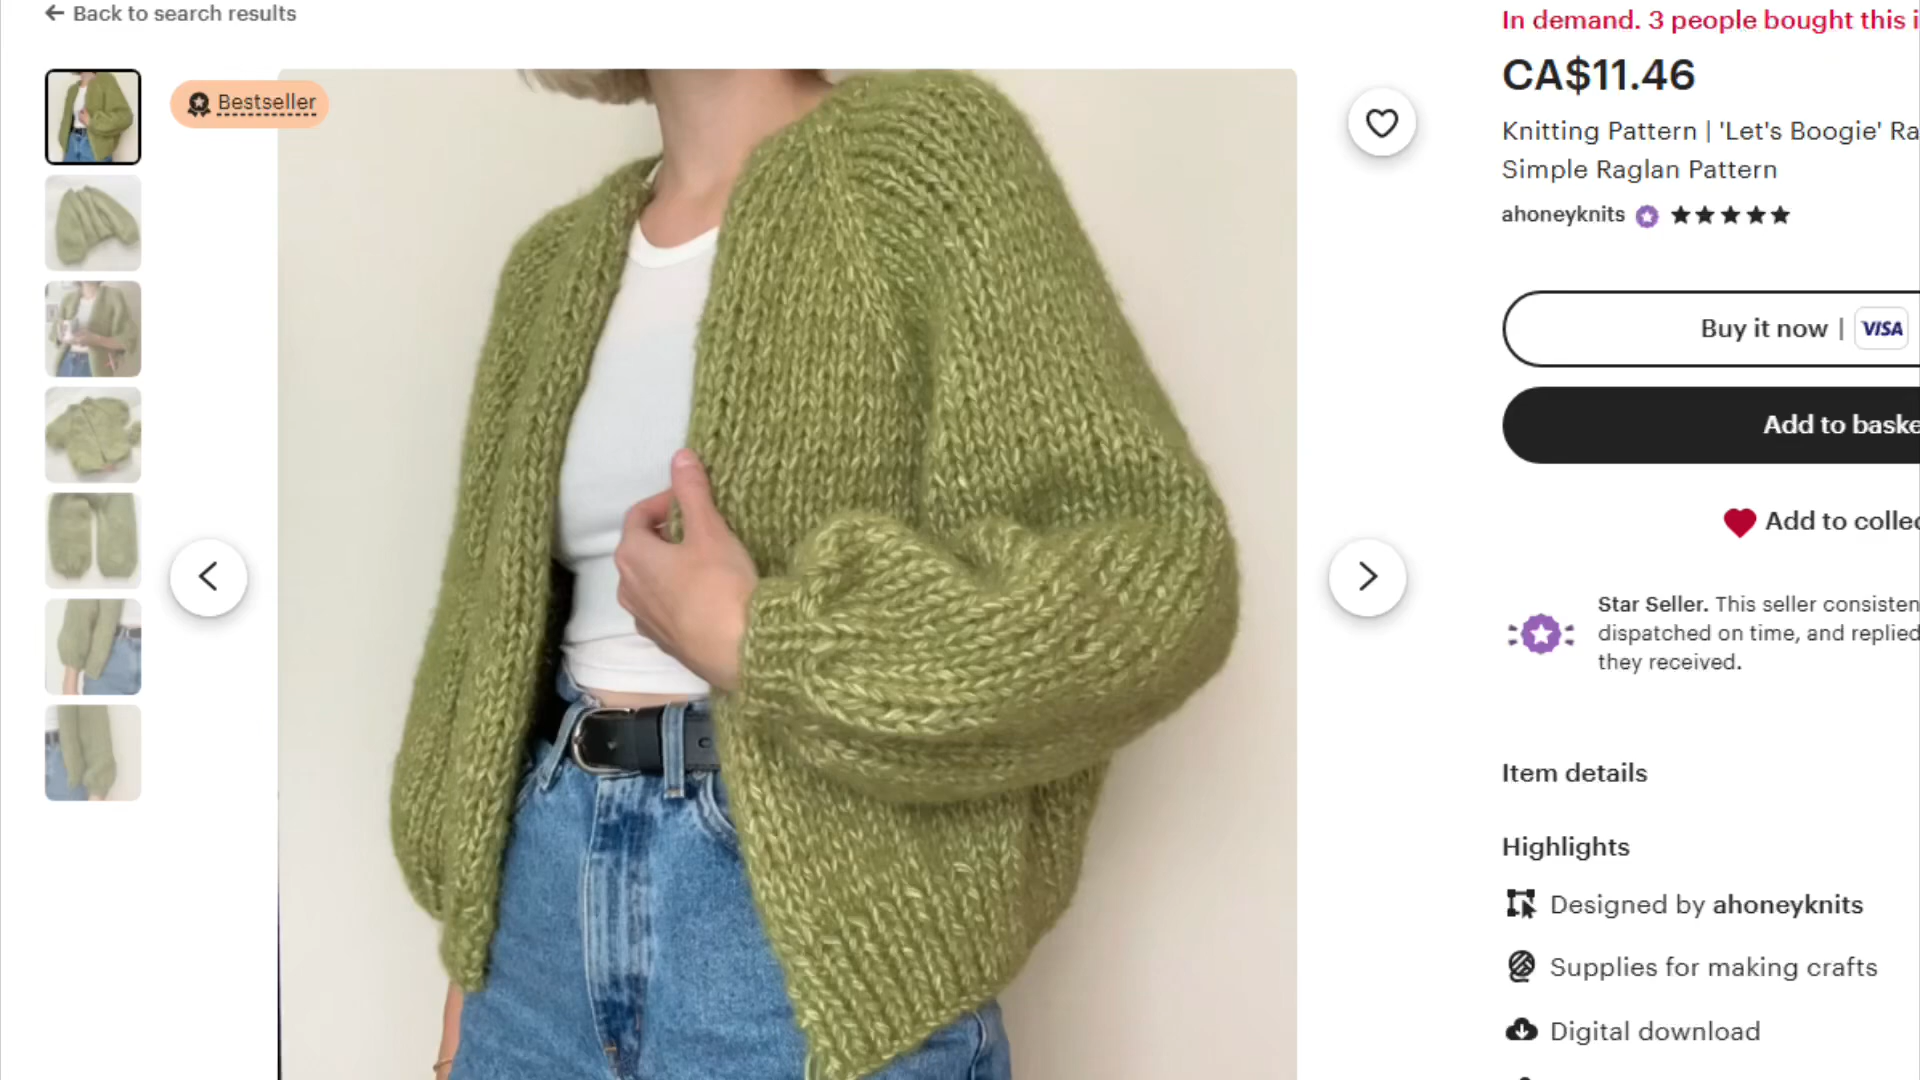 Back to search results
Bestseller
In demand. 3 people bought this i
CA$11.46
Knitting Pattern | 'Let's Boogie' Ra
Simple Raglan Pattern
ahoneyknits
Buy it now | VISA
Add to baske
Add to collec
Star Seller. This seller consisten
dispatched on time, and replied
they received.
Item details
Highlights
Designed by ahoneyknits
Supplies for making crafts
Digital download